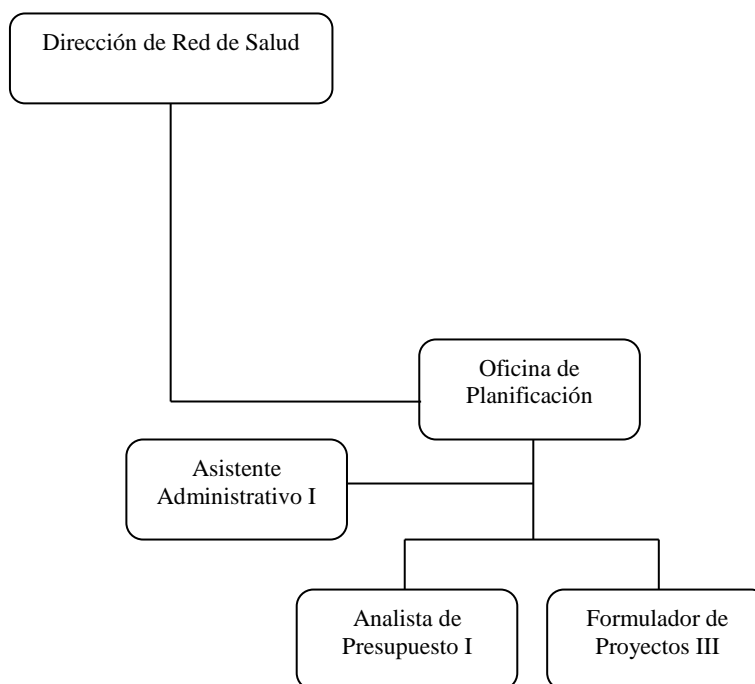 Dirección de Red de Salud
Oficina de
Planificación
Asistente
Administrativo I
Analista de
Presupuesto I
Formulador de
Proyectos III